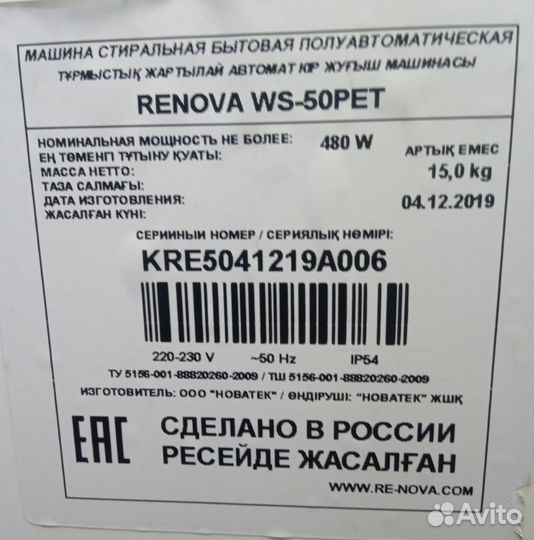 МАШИНА СТИРАЛЬНАЯ БЫТОВАЯ ПОЛУАВТОМАТИЧЕСКАЯ
ТҰРМЫСТЫҚ ЖАРТЫЛАЙ АВТОМАТ КІР ЖУҒЫШ МАШИНАСЫ
RENOVA WS-50PET
НОМИНАЛЬНАЯ МОЩНОСТЬ НЕ БОЛЕЕ: 480 W АРТЫҚ ЕМЕС
ЕҢ ТӨМЕНГІ ТҰТЫНУ ҚУАТЫ:
МАССА НЕТТО: 15,0 kg
ТАЗА САЛМАҒЫ:
ДАТА ИЗГОТОВЛЕНИЯ: 04.12.2019
ЖАСАЛҒАН КҮНІ:
СЕРИЙНЫЙ НОМЕР / СЕРИЯЛЫҚ НӨМІРІ:
KRE5041219A006
220-230 V ~50 Hz IP54
ТУ 5156-001-88820260-2009 / ТШ 5156-001-88820260-2009
ИЗГОТОВИТЕЛЬ: ООО "НОВАТЕК" / ӨНДІРУШІ: "НОВАТЕК" ЖШҚ
EAC СДЕЛАНО В РОССИИ
РЕСЕЙДЕ ЖАСАЛҒАН
WWW.RE-NOVA.COM
Avito